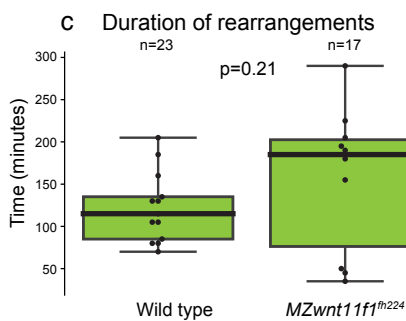 c Duration of rearrangements
n=23 n=17
p=0.21
Time (minutes)
300
250
200
150
100
50
Wild type MZwnt11f1fh224